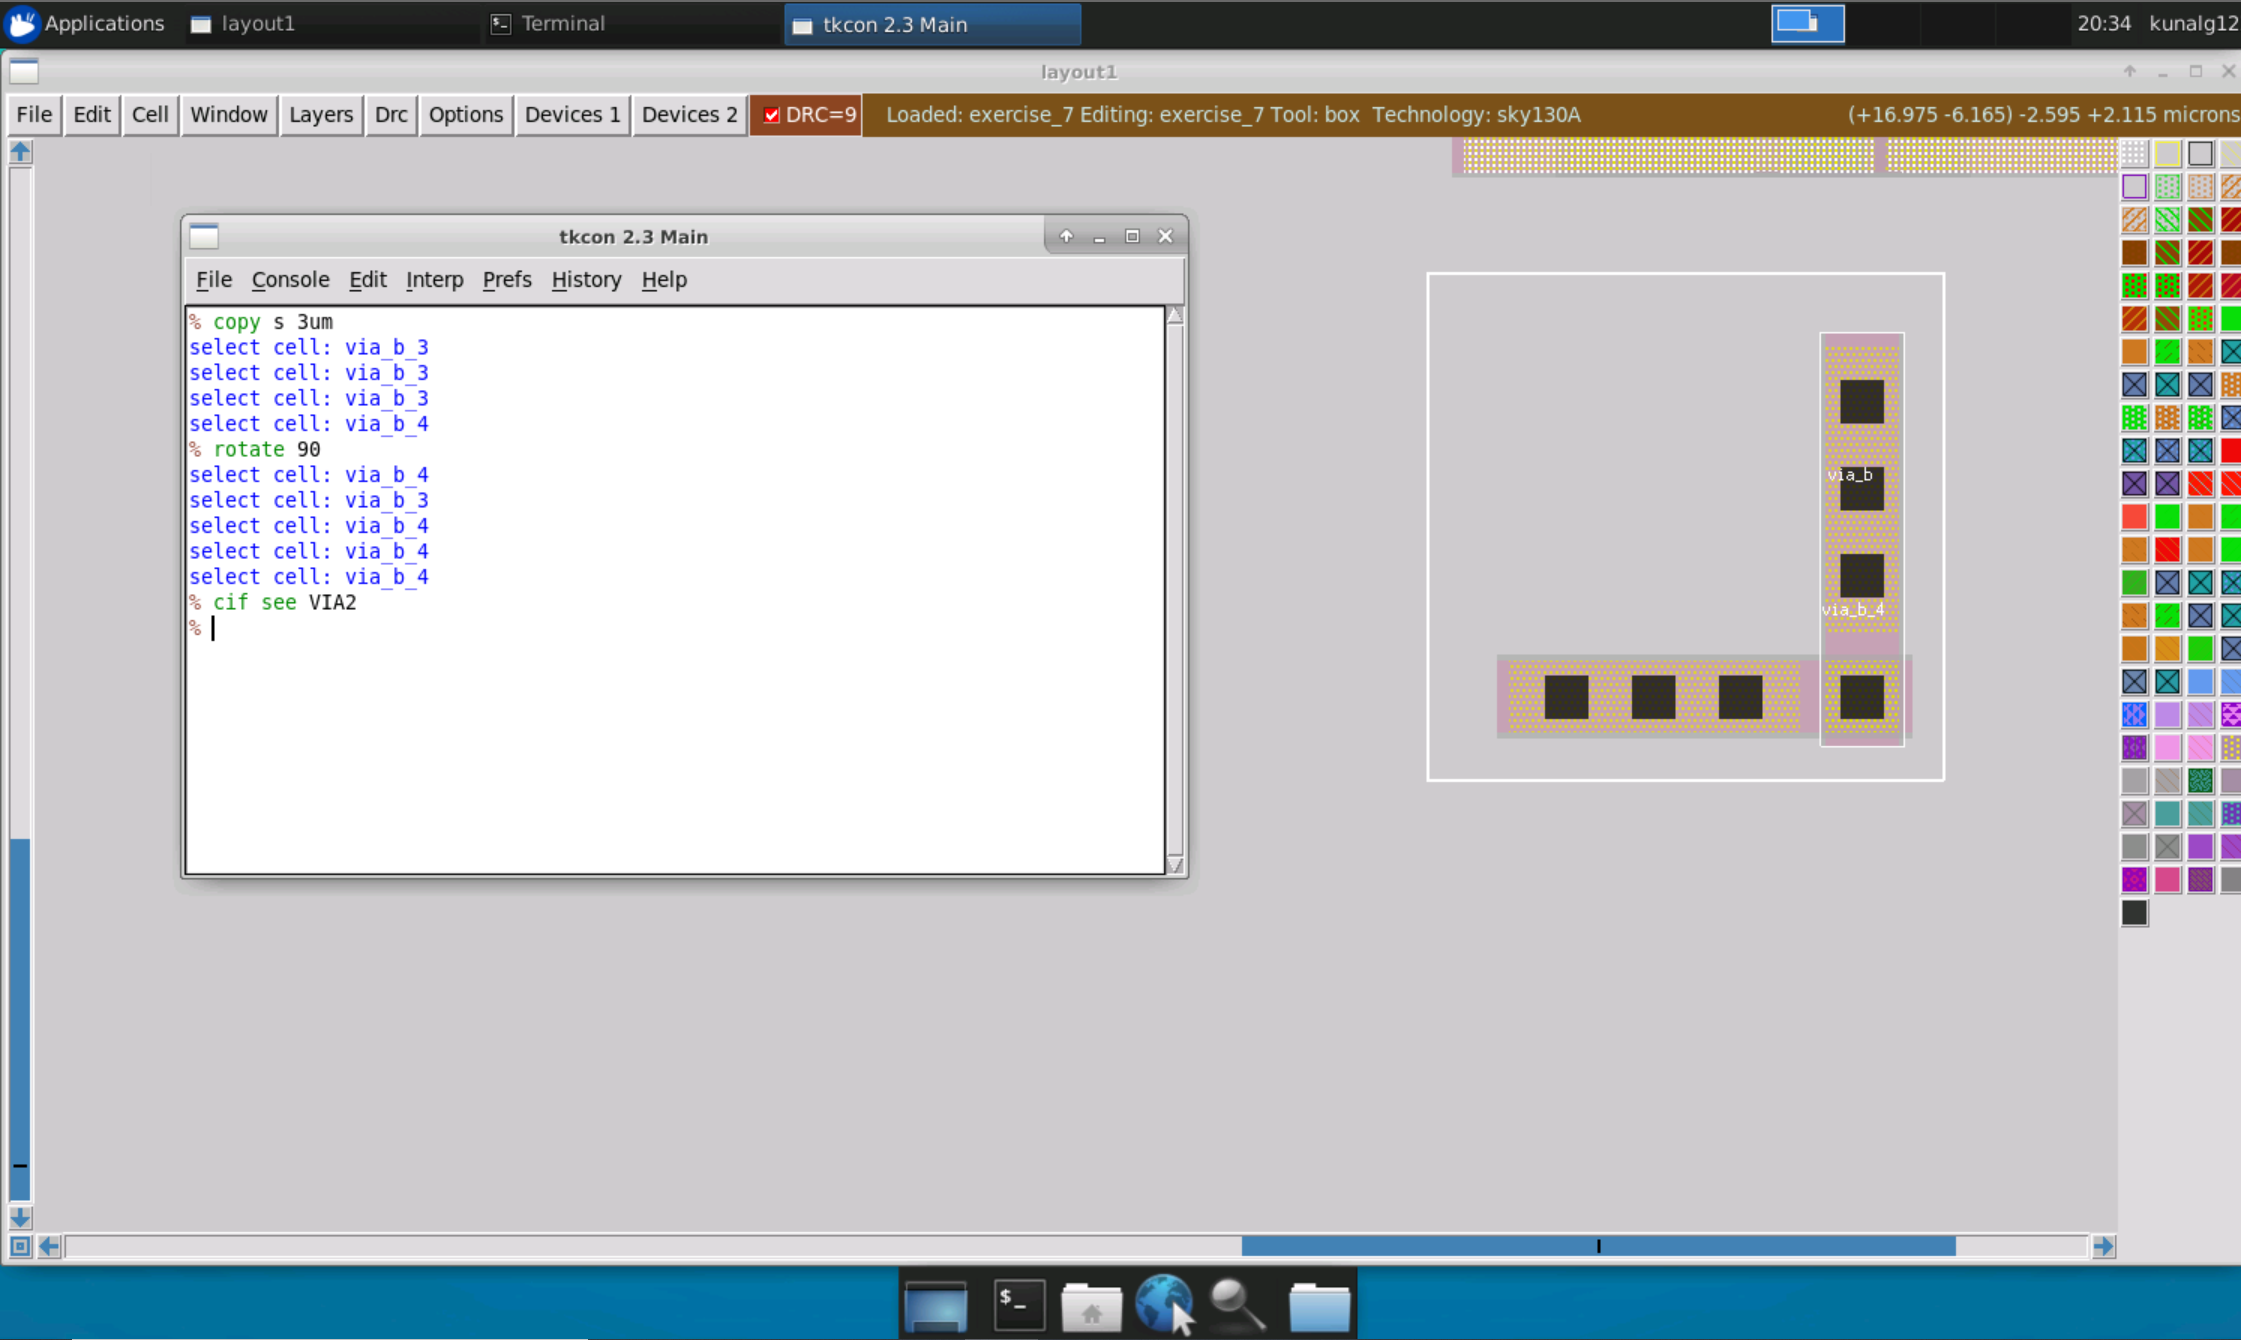 Applications layout1 Terminal tkcon 2.3 Main 20:34 kunalg12
layout1
File Edit Cell Window Layers Drc Options Devices 1 Devices 2 DRC=9 Loaded: exercise_7 Editing: exercise_7 Tool: box Technology: sky130A (+16.975 -6.165) -2.595 +2.115 microns
tkcon 2.3 Main
File Console Edit Interp Prefs History Help
% copy s 3um
select cell: via_b_3
select cell: via_b_3
select cell: via_b_3
select cell: via_b_4
% rotate 90
select cell: via_b_4
select cell: via_b_3
select cell: via_b_4
select cell: via_b_4
select cell: via_b_4
% cif see VIA2
%
via_b
via_b_4
$_